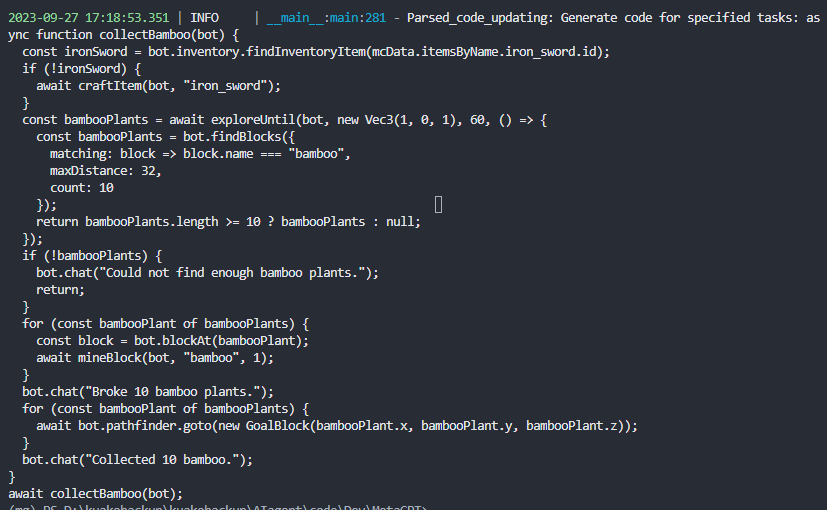 2023-09-27 17:18:53.351 | INFO     | __main__:main:281 - Parsed_code_updating: Generate code for specified tasks: as
ync function collectBamboo(bot) {
  const ironSword = bot.inventory.findInventoryItem(mcData.itemsByName.iron_sword.id);
  if (!ironSword) {
    await craftItem(bot, "iron_sword");
  }
  const bambooPlants = await exploreUntil(bot, new Vec3(1, 0, 1), 60, () => {
    const bambooPlants = bot.findBlocks({
      matching: block => block.name === "bamboo",
      maxDistance: 32,
      count: 10
    });
    return bambooPlants.length >= 10 ? bambooPlants : null;
  });
  if (!bambooPlants) {
    bot.chat("Could not find enough bamboo plants.");
    return;
  }
  for (const bambooPlant of bambooPlants) {
    const block = bot.blockAt(bambooPlant);
    await mineBlock(bot, "bamboo", 1);
  }
  bot.chat("Broke 10 bamboo plants.");
  for (const bambooPlant of bambooPlants) {
    await bot.pathfinder.goto(new GoalBlock(bambooPlant.x, bambooPlant.y, bambooPlant.z));
  }
  bot.chat("Collected 10 bamboo.");
}
await collectBamboo(bot);